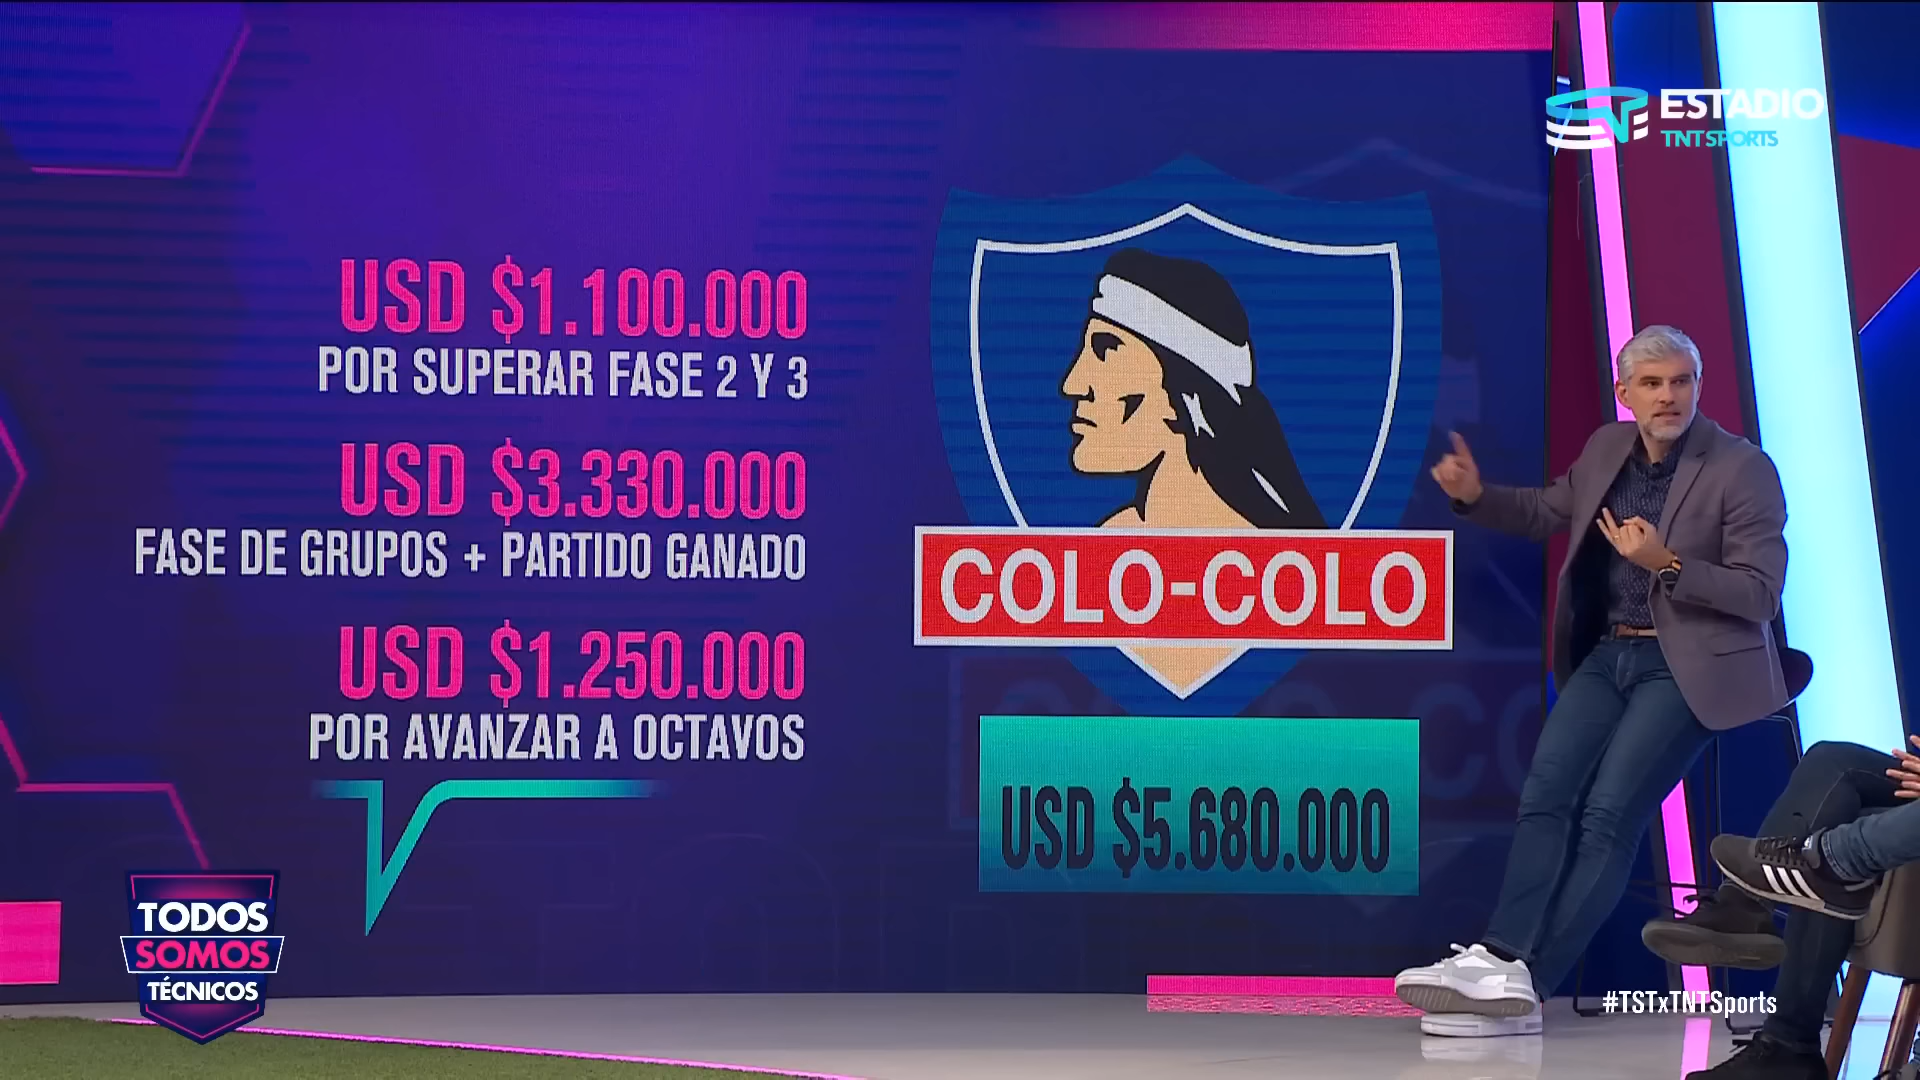 ESTADIO
TNT SPORTS
USD $1.100.000
POR SUPERAR FASE 2 Y 3
USD $3.330.000
FASE DE GRUPOS + PARTIDO GANADO
USD $1.250.000
POR AVANZAR A OCTAVOS
COLO-COLO
USD $5.680.000
TODOS
SOMOS
TÉCNICOS
#TSTxTNTSports